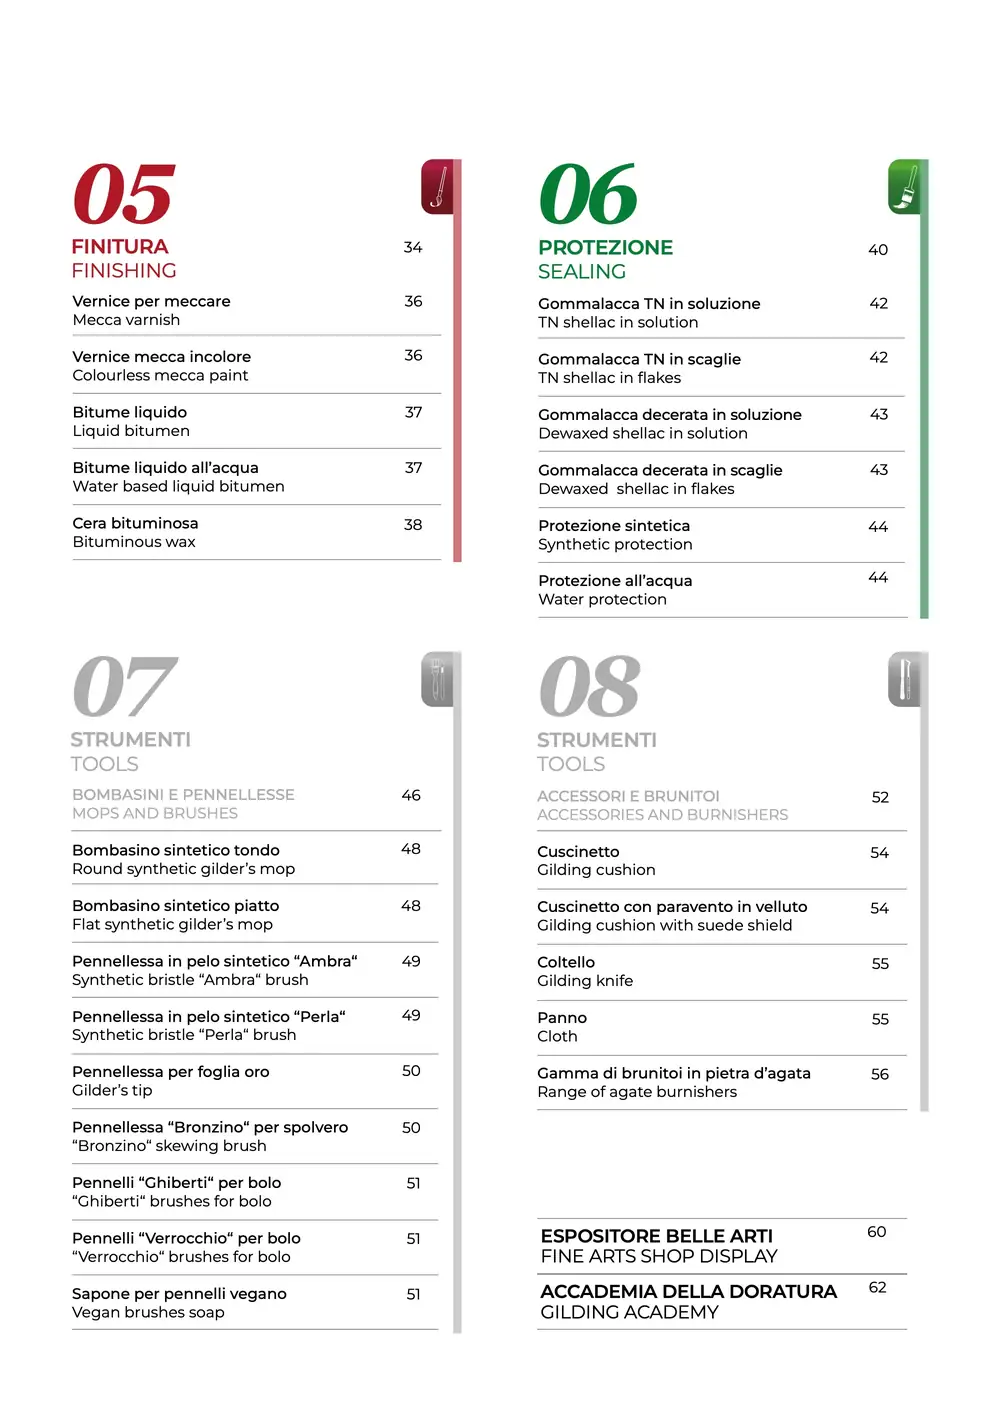 05
FINITURA 34
FINISHING
Vernice per meccare 36
Mecca varnish
Vernice mecca incolore 36
Colourless mecca paint
Bitume liquido 37
Liquid bitumen
Bitume liquido all’acqua 37
Water based liquid bitumen
Cera bituminosa 38
Bituminous wax
06
PROTEZIONE 40
SEALING
Gommalacca TN in soluzione 42
TN shellac in solution
Gommalacca TN in scaglie 42
TN shellac in flakes
Gommalacca decerata in soluzione 43
Dewaxed shellac in solution
Gommalacca decerata in scaglie 43
Dewaxed  shellac in flakes
Protezione sintetica 44
Synthetic protection
Protezione all’acqua 44
Water protection
07
STRUMENTI
TOOLS
BOMBASINI E PENNELLESSE 46
MOPS AND BRUSHES
Bombasino sintetico tondo 48
Round synthetic gilder’s mop
Bombasino sintetico piatto 48
Flat synthetic gilder’s mop
Pennellessa in pelo sintetico “Ambra“ 49
Synthetic bristle “Ambra“ brush
Pennellessa in pelo sintetico “Perla“ 49
Synthetic bristle “Perla“ brush
Pennellessa per foglia oro 50
Gilder’s tip
Pennellessa “Bronzino“ per spolvero 50
“Bronzino“ skewing brush
Pennelli “Ghiberti“ per bolo 51
“Ghiberti“ brushes for bolo
Pennelli “Verrocchio“ per bolo 51
“Verrocchio“ brushes for bolo
Sapone per pennelli vegano 51
Vegan brushes soap
08
STRUMENTI
TOOLS
ACCESSORI E BRUNITOI 52
ACCESSORIES AND BURNISHERS
Cuscinetto 54
Gilding cushion
Cuscinetto con paravento in velluto 54
Gilding cushion with suede shield
Coltello 55
Gilding knife
Panno 55
Cloth
Gamma di brunitoi in pietra d’agata 56
Range of agate burnishers
ESPOSITORE BELLE ARTI 60
FINE ARTS SHOP DISPLAY
ACCADEMIA DELLA DORATURA 62
GILDING ACADEMY